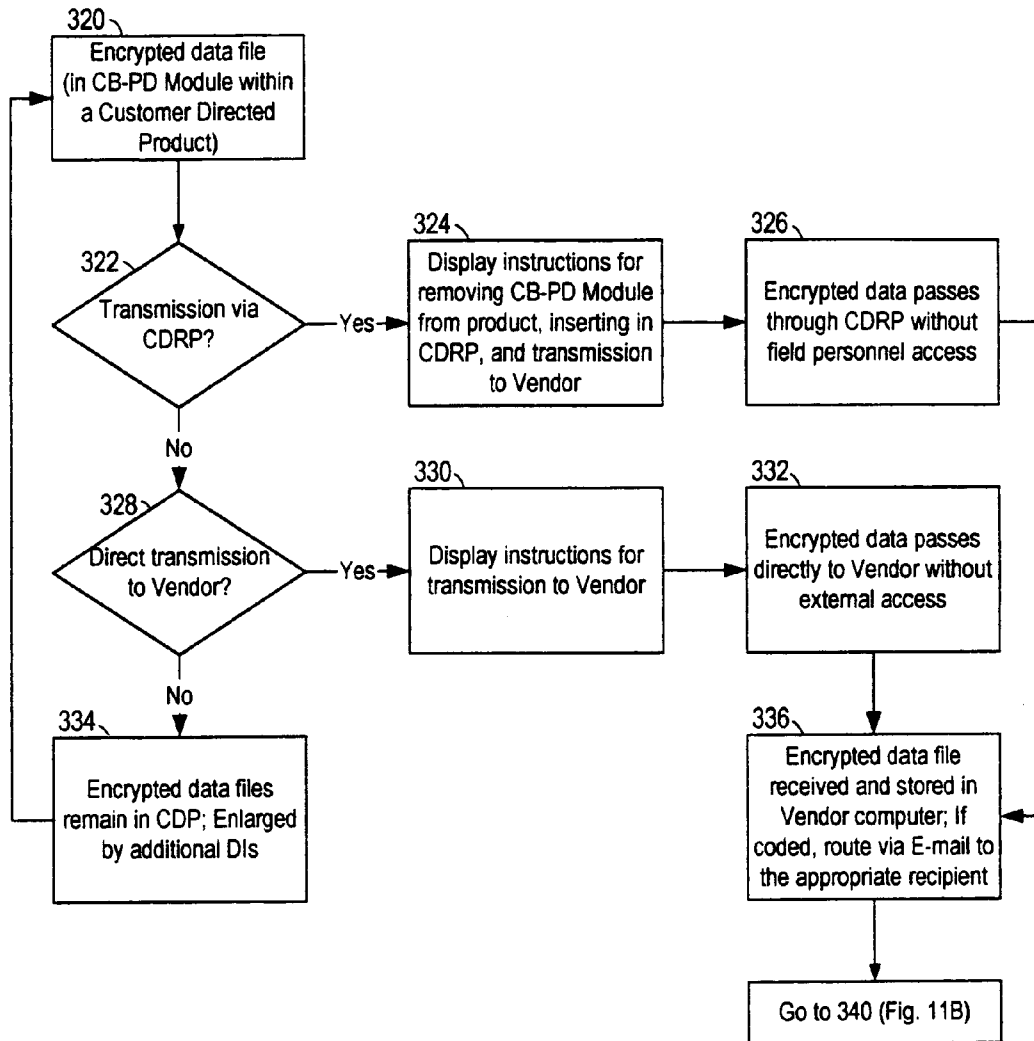 320
Encrypted data file
(in CB-PD Module within
a Customer Directed
Product)
322
Transmission via
CDRP?
Yes
324
Display instructions for
removing CB-PD Module
from product, inserting in
CDRP, and transmission
to Vendor
326
Encrypted data passes
through CDRP without
field personnel access
No
328
Direct transmission
to Vendor?
Yes
330
Display instructions for
transmission to Vendor
332
Encrypted data passes
directly to Vendor without
external access
No
334
Encrypted data files
remain in CDP; Enlarged
by additional DIs
336
Encrypted data file
received and stored in
Vendor computer; If
coded, route via E-mail to
the appropriate recipient
Go to 340 (Fig. 11B)